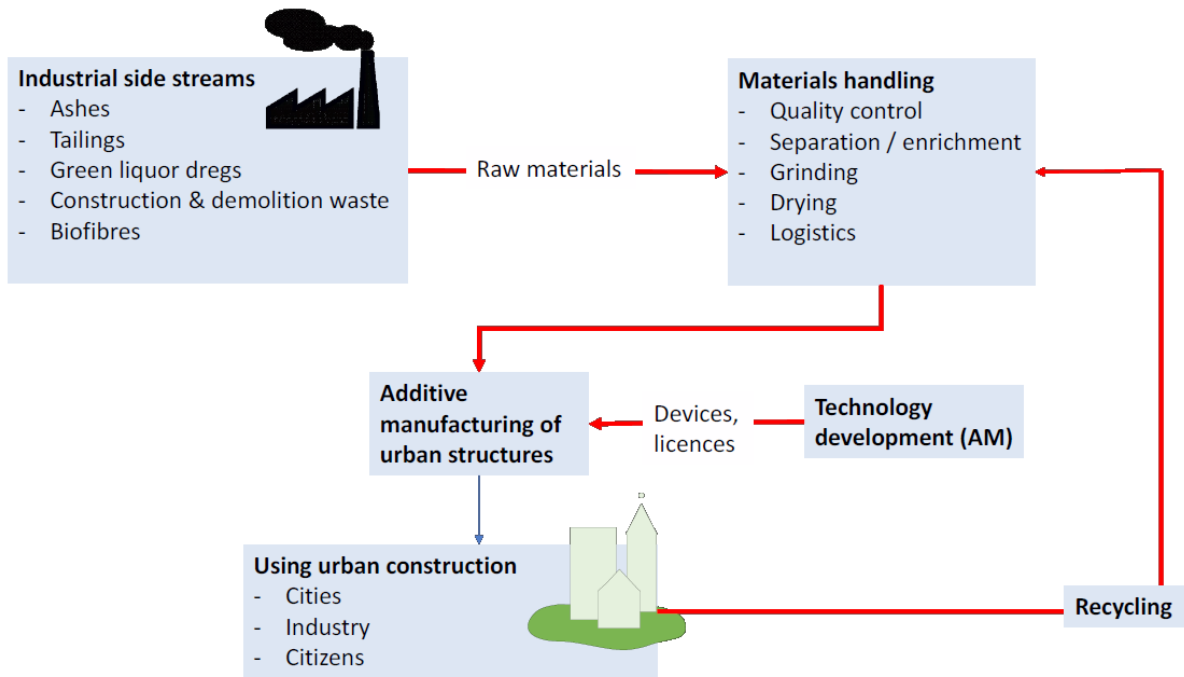 Industrial side streams
- Ashes
- Tailings
- Green liquor dregs
- Construction & demolition waste
- Biofibres
Raw materials
Materials handling
- Quality control
- Separation / enrichment
- Grinding
- Drying
- Logistics
Additive
manufacturing of
urban structures
Devices,
licences
Technology
development (AM)
Using urban construction
- Cities
- Industry
- Citizens
Recycling